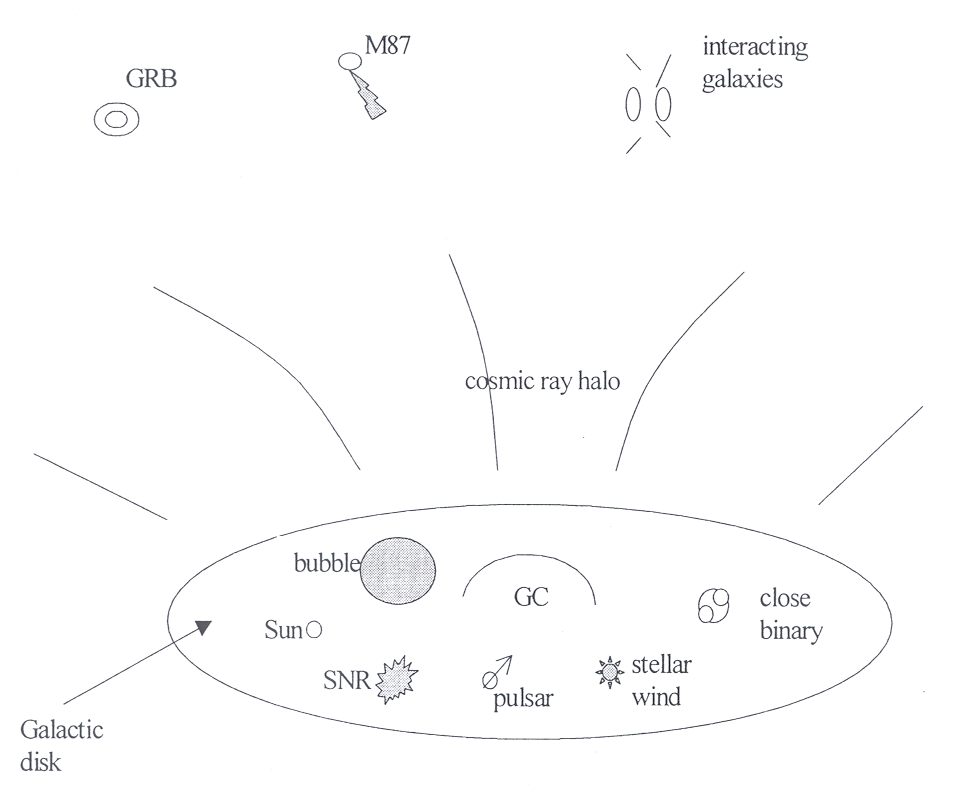 M87
interacting
galaxies
GRB
cosmic ray halo
bubble
GC
close
binary
Sun
SNR
stellar
wind
pulsar
Galactic
disk